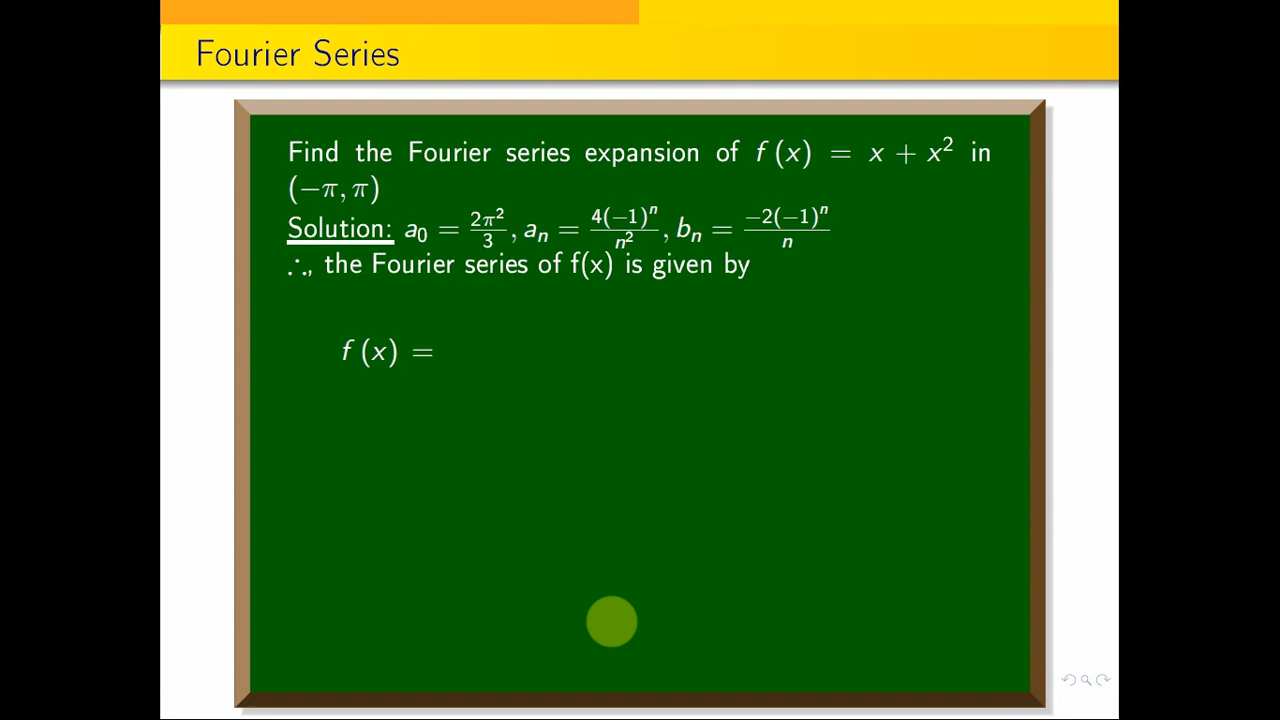 Fourier Series
Find the Fourier series expansion of f (x) = x + x² in
(−π, π)
Solution: a₀ = 2π²/3, aₙ = 4(−1)ⁿ/n², bₙ = −2(−1)ⁿ/n
∴, the Fourier series of f(x) is given by
f (x) =